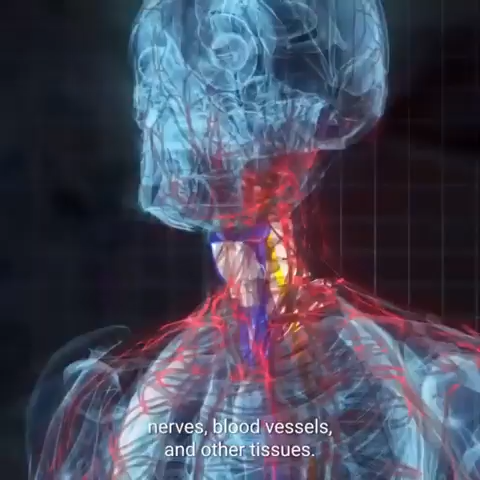 nerves, blood vessels,
and other tissues.